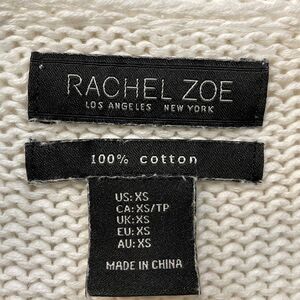 RACHEL ZOE
LOS ANGELES NEW YORK
100% cotton
US: XS
CA: XS/TP
UK: XS
EU: XS
AU: XS
MADE IN CHINA